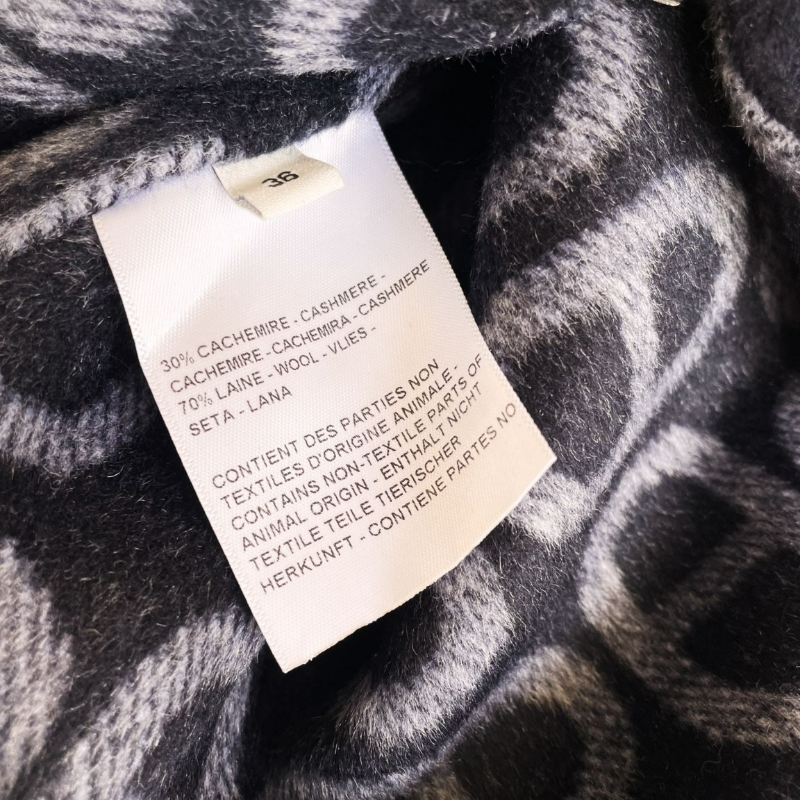 36
30% CACHEMIRE - CASHMERE -
CACHEMIRE - CACHEMIRA - CASHMERE
70% LAINE - WOOL - VLIES -
SETA - LANA
CONTIENT DES PARTIES NON
TEXTILES D'ORIGINE ANIMALE -
CONTAINS NON-TEXTILE PARTS OF
ANIMAL ORIGIN - ENTHALT NICHT
TEXTILE TEILE TIERISCHER
HERKUNFT - CONTIENE PARTES NO